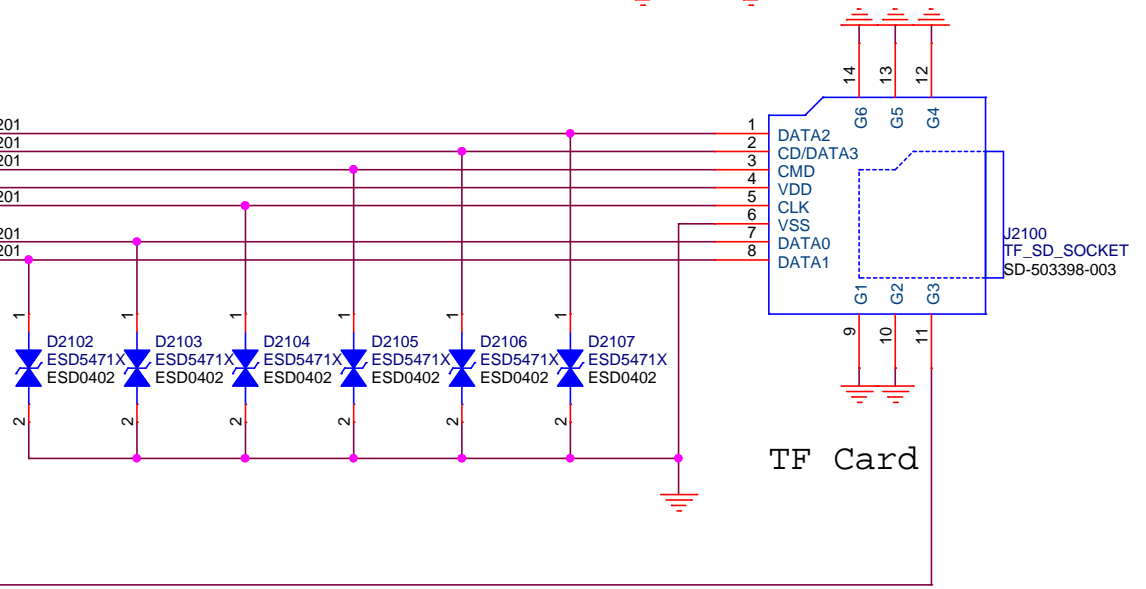 14
13
12
G6
G5
G4
201
201
201
201
201
201
1
2
3
4
5
6
7
8
DATA2
CD/DATA3
CMD
VDD
CLK
VSS
DATA0
DATA1
J2100
TF_SD_SOCKET
SD-503398-003
G1
G2
G3
9
10
11
1
1
1
1
1
1
D2102
ESD5471X
ESD0402
D2103
ESD5471X
ESD0402
D2104
ESD5471X
ESD0402
D2105
ESD5471X
ESD0402
D2106
ESD5471X
ESD0402
D2107
ESD5471X
ESD0402
2
2
2
2
2
2
TF Card